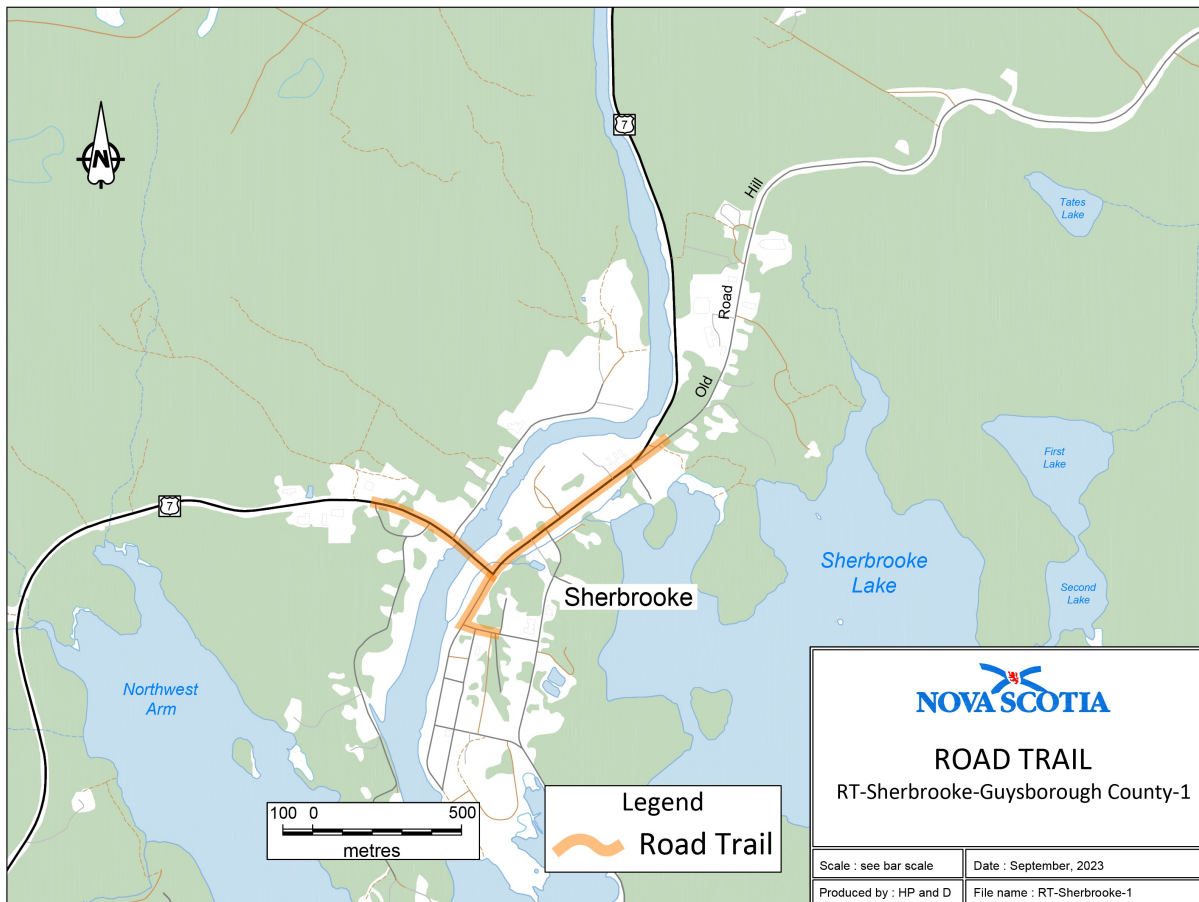 7
Hill
Tates
Lake
Road
Old
First
Lake
7
Sherbrooke
Lake
Sherbrooke
Second
Lake
Northwest
Arm
N
100 0 500
metres
Legend
Road Trail
NOVA SCOTIA
ROAD TRAIL
RT-Sherbrooke-Guysborough County-1
Scale : see bar scale
Date : September, 2023
Produced by : HP and D
File name : RT-Sherbrooke-1